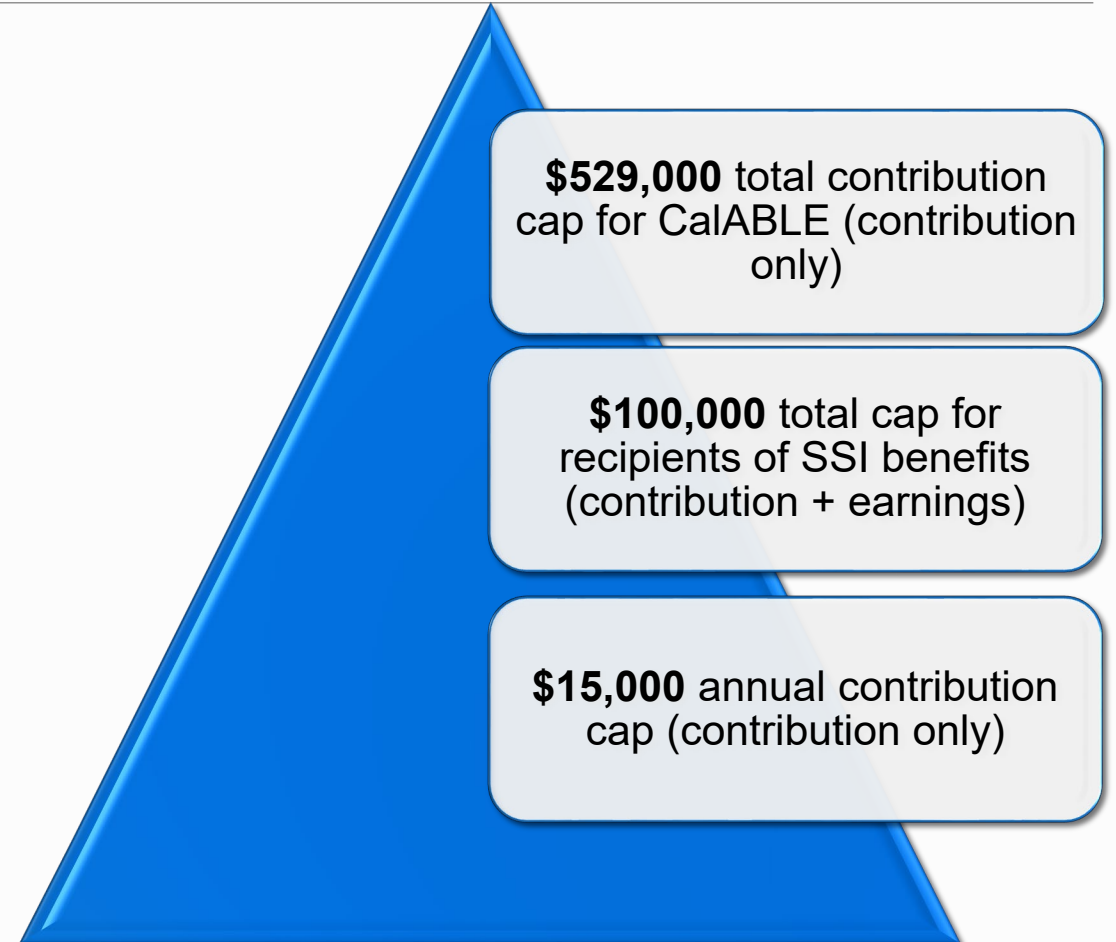 $529,000 total contribution
cap for CalABLE (contribution
only)
$100,000 total cap for
recipients of SSI benefits
(contribution + earnings)
$15,000 annual contribution
cap (contribution only)